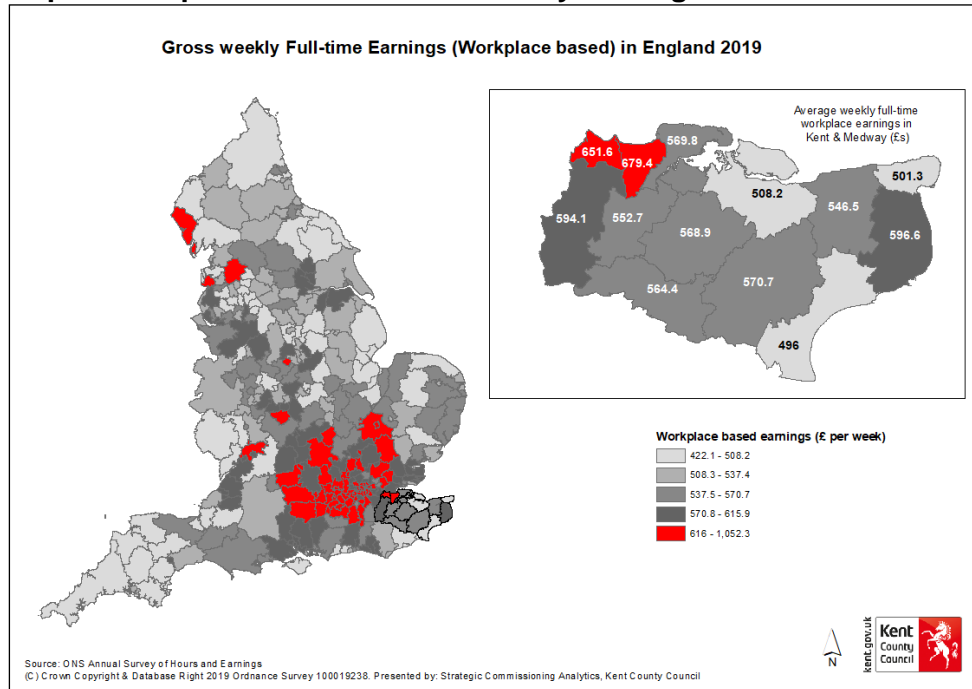 Gross weekly Full-time Earnings (Workplace based) in England 2019
Average weekly full-time
workplace earnings in
Kent & Medway (£s)
569.8
651.6
679.4
501.3
508.2
594.1
552.7
546.5
596.6
568.9
570.7
564.4
496
Workplace based earnings (£ per week)
422.1 - 508.2
508.3 - 537.4
537.5 - 570.7
570.8 - 615.9
616 - 1,052.3
N
kent.gov.uk
Kent
County
Council
Source: ONS Annual Survey of Hours and Earnings
(C) Crown Copyright & Database Right 2019 Ordnance Survey 100019238. Presented by: Strategic Commissioning Analytics, Kent County Council